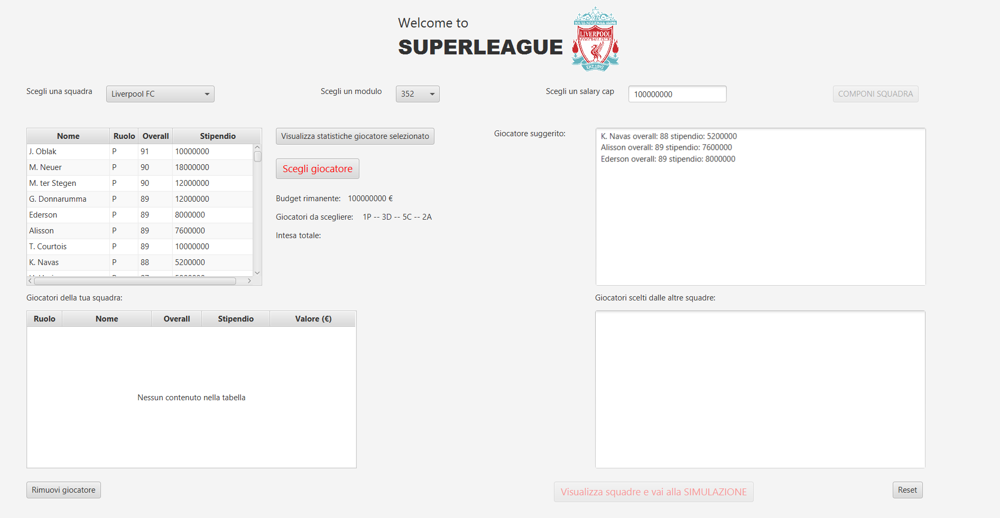 Welcome to
SUPERLEAGUE
YOU'LL NEVER WALK ALONE
LIVERPOOL
FOOTBALL CLUB
EST.1892
Scegli una squadra Liverpool FC Scegli un modulo 352 Scegli un salary cap 100000000 COMPONI SQUADRA
Nome Ruolo Overall Stipendio
J. Oblak P 91 10000000
M. Neuer P 90 18000000
M. ter Stegen P 90 12000000
G. Donnarumma P 89 12000000
Ederson P 89 8000000
Alisson P 89 7600000
T. Courtois P 89 10000000
K. Navas P 88 5200000
Visualizza statistiche giocatore selezionato
Scegli giocatore
Budget rimanente: 100000000 €
Giocatori da scegliere: 1P -- 3D -- 5C -- 2A
Intesa totale:
Giocatore suggerito:
K. Navas overall: 88 stipendio: 5200000
Alisson overall: 89 stipendio: 7600000
Ederson overall: 89 stipendio: 8000000
Giocatori della tua squadra:
Ruolo Nome Overall Stipendio Valore (€)
Nessun contenuto nella tabella
Giocatori scelti dalle altre squadre:
Rimuovi giocatore
Visualizza squadre e vai alla SIMULAZIONE
Reset